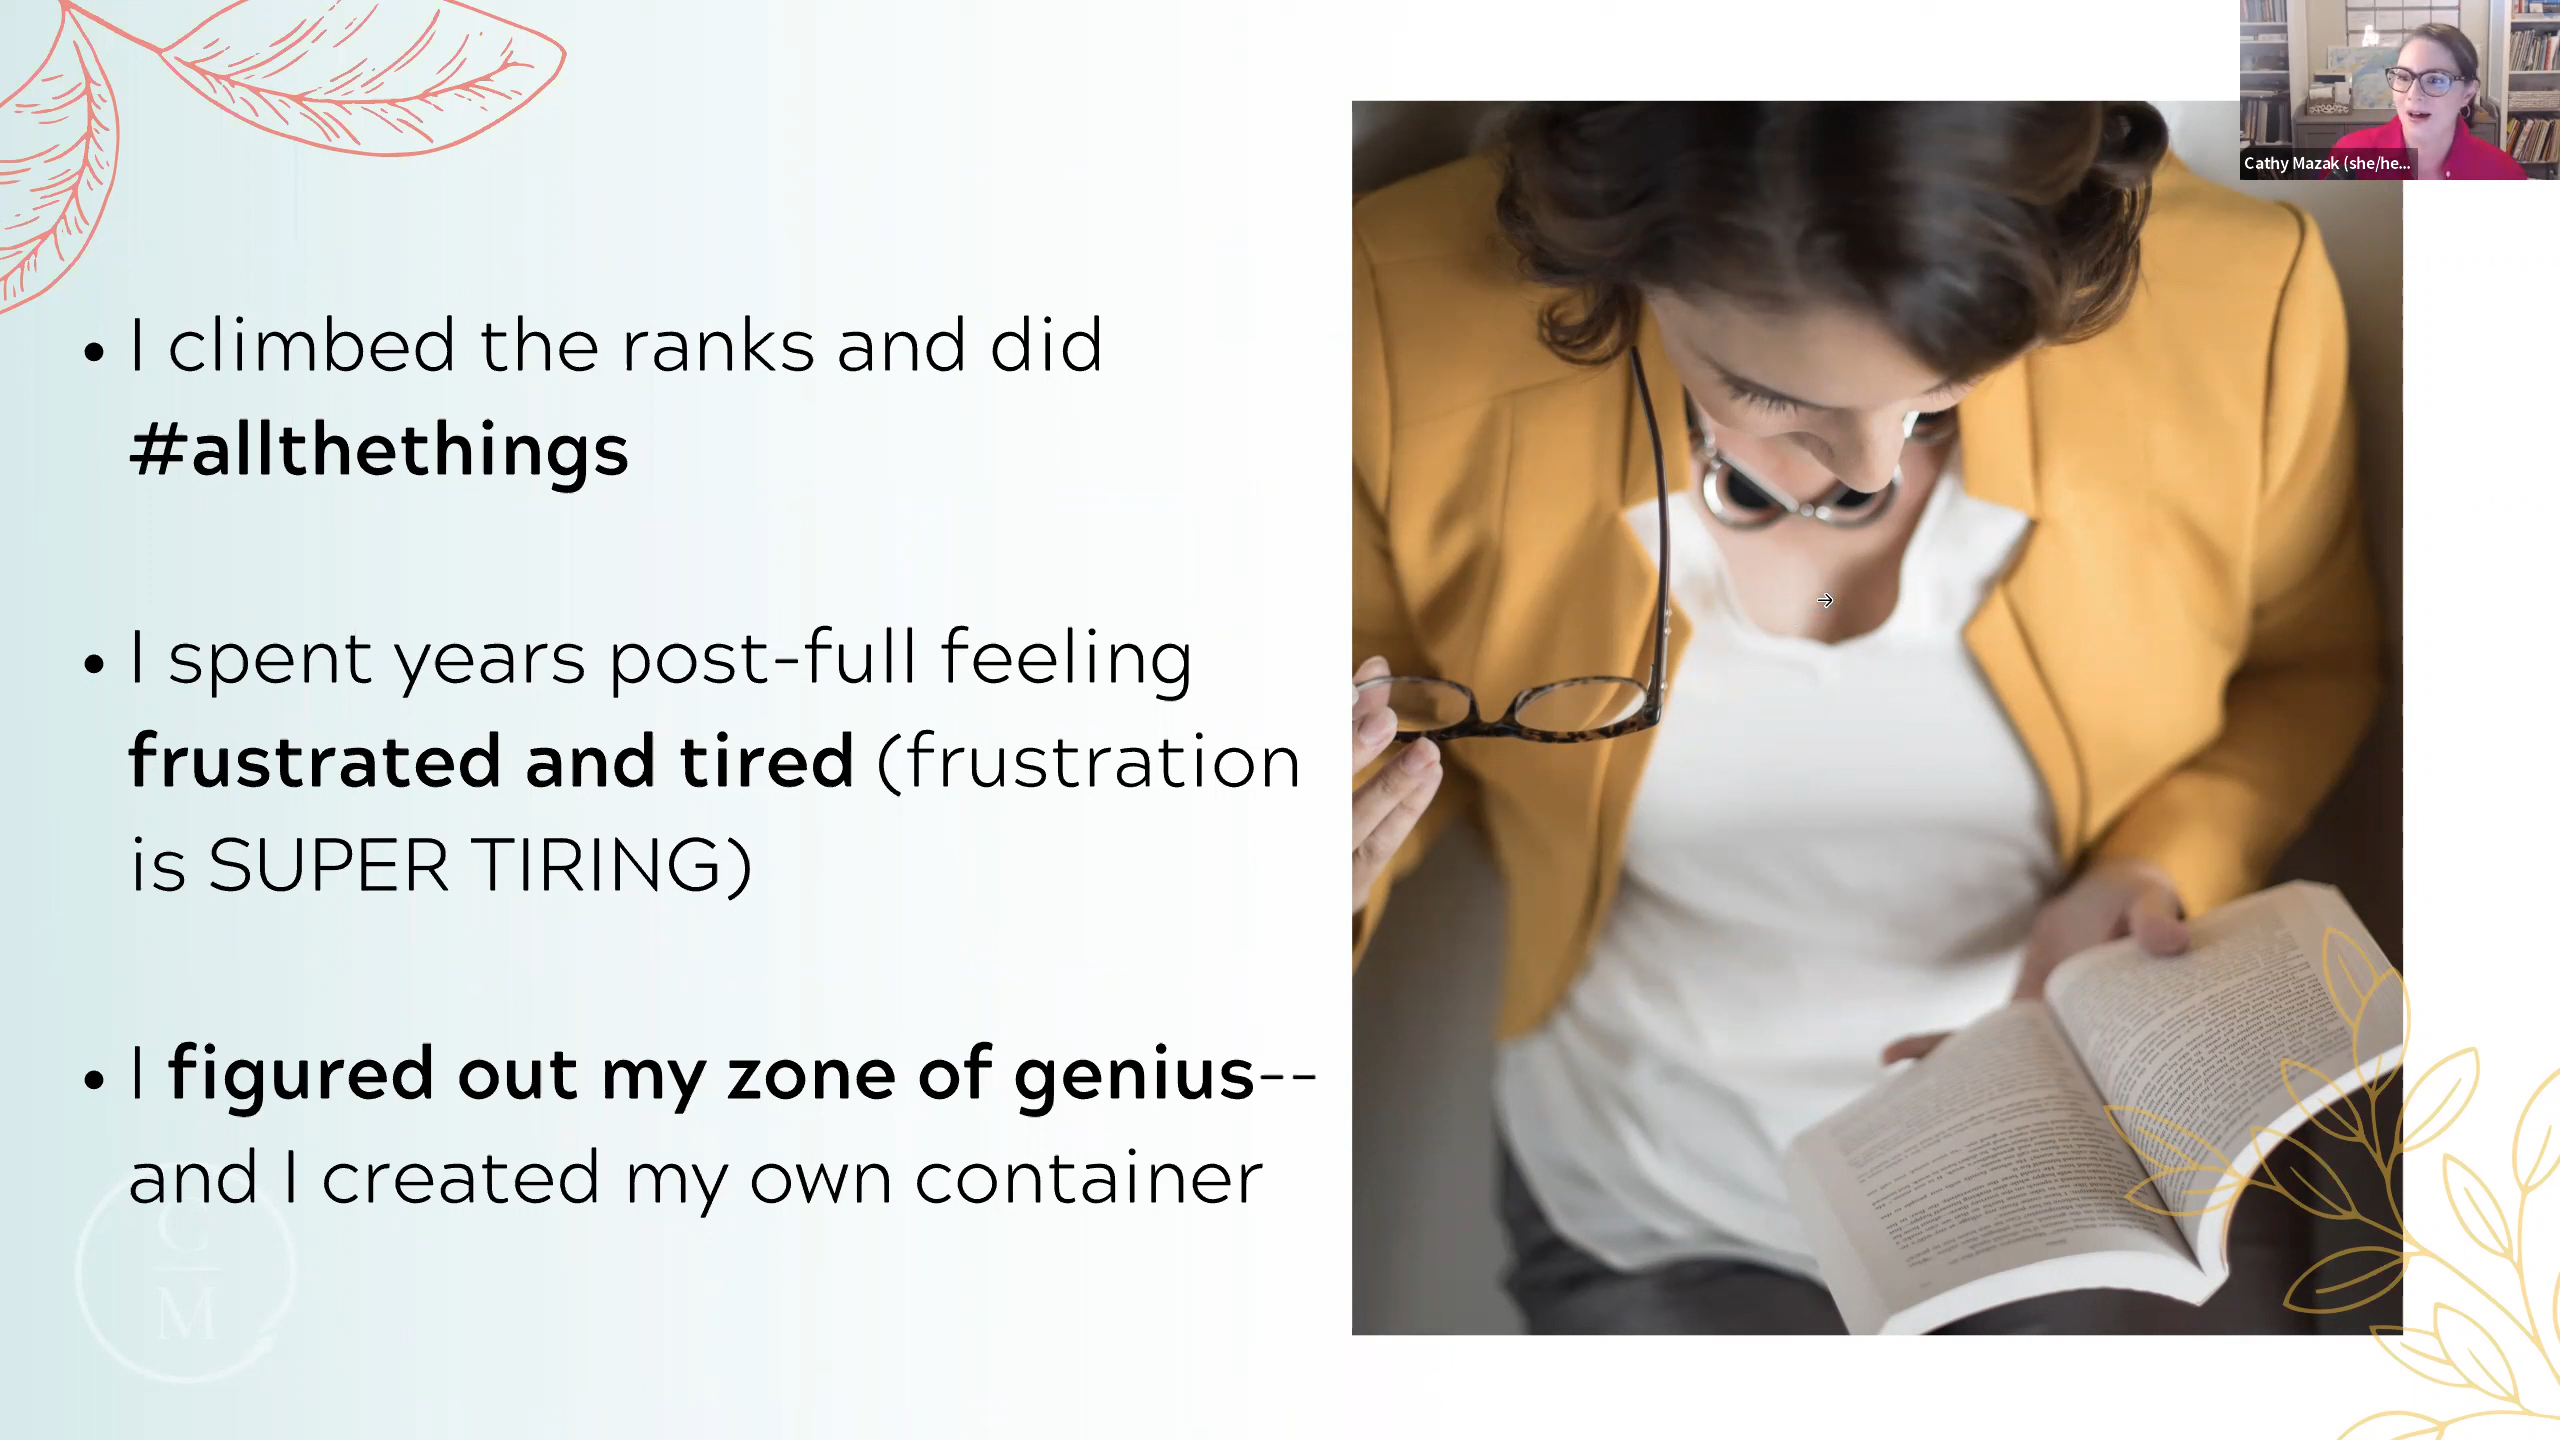 • I climbed the ranks and did
#allthethings
• I spent years post-full feeling
frustrated and tired (frustration
is SUPER TIRING)
• I figured out my zone of genius--
and I created my own container
C
M
Cathy Mazak (she/he...